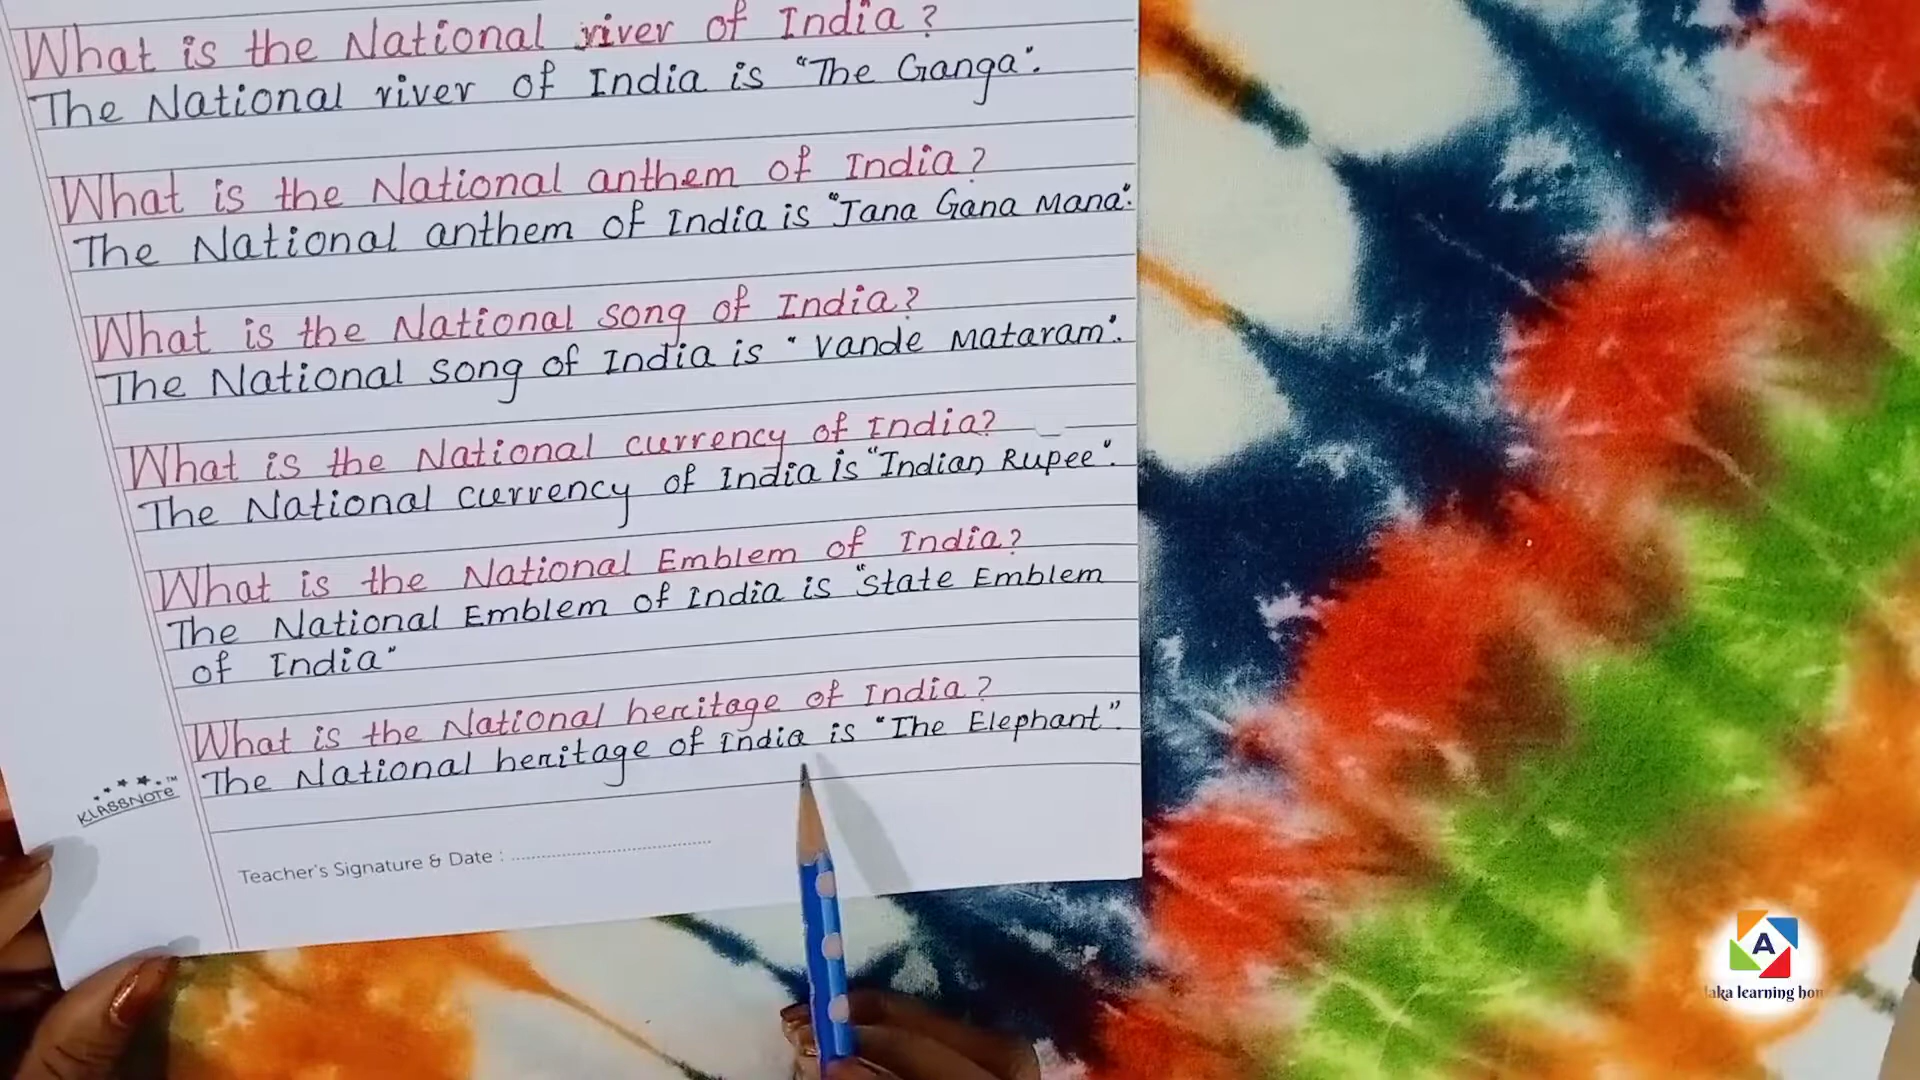 What is the National river of India?
The National river of India is "The Ganga".
What is the National anthem of India?
The National anthem of India is "Jana Gana Mana".
What is the National song of India?
The National song of India is "Vande Mataram".
What is the National currency of India?
The National currency of India is "Indian Rupee".
What is the National Emblem of India?
The National Emblem of India is "State Emblem
of India"
What is the National heritage of India?
The National heritage of India is "The Elephant".
KLASSNOTE™
Teacher's Signature & Date :
A
aka learning hom